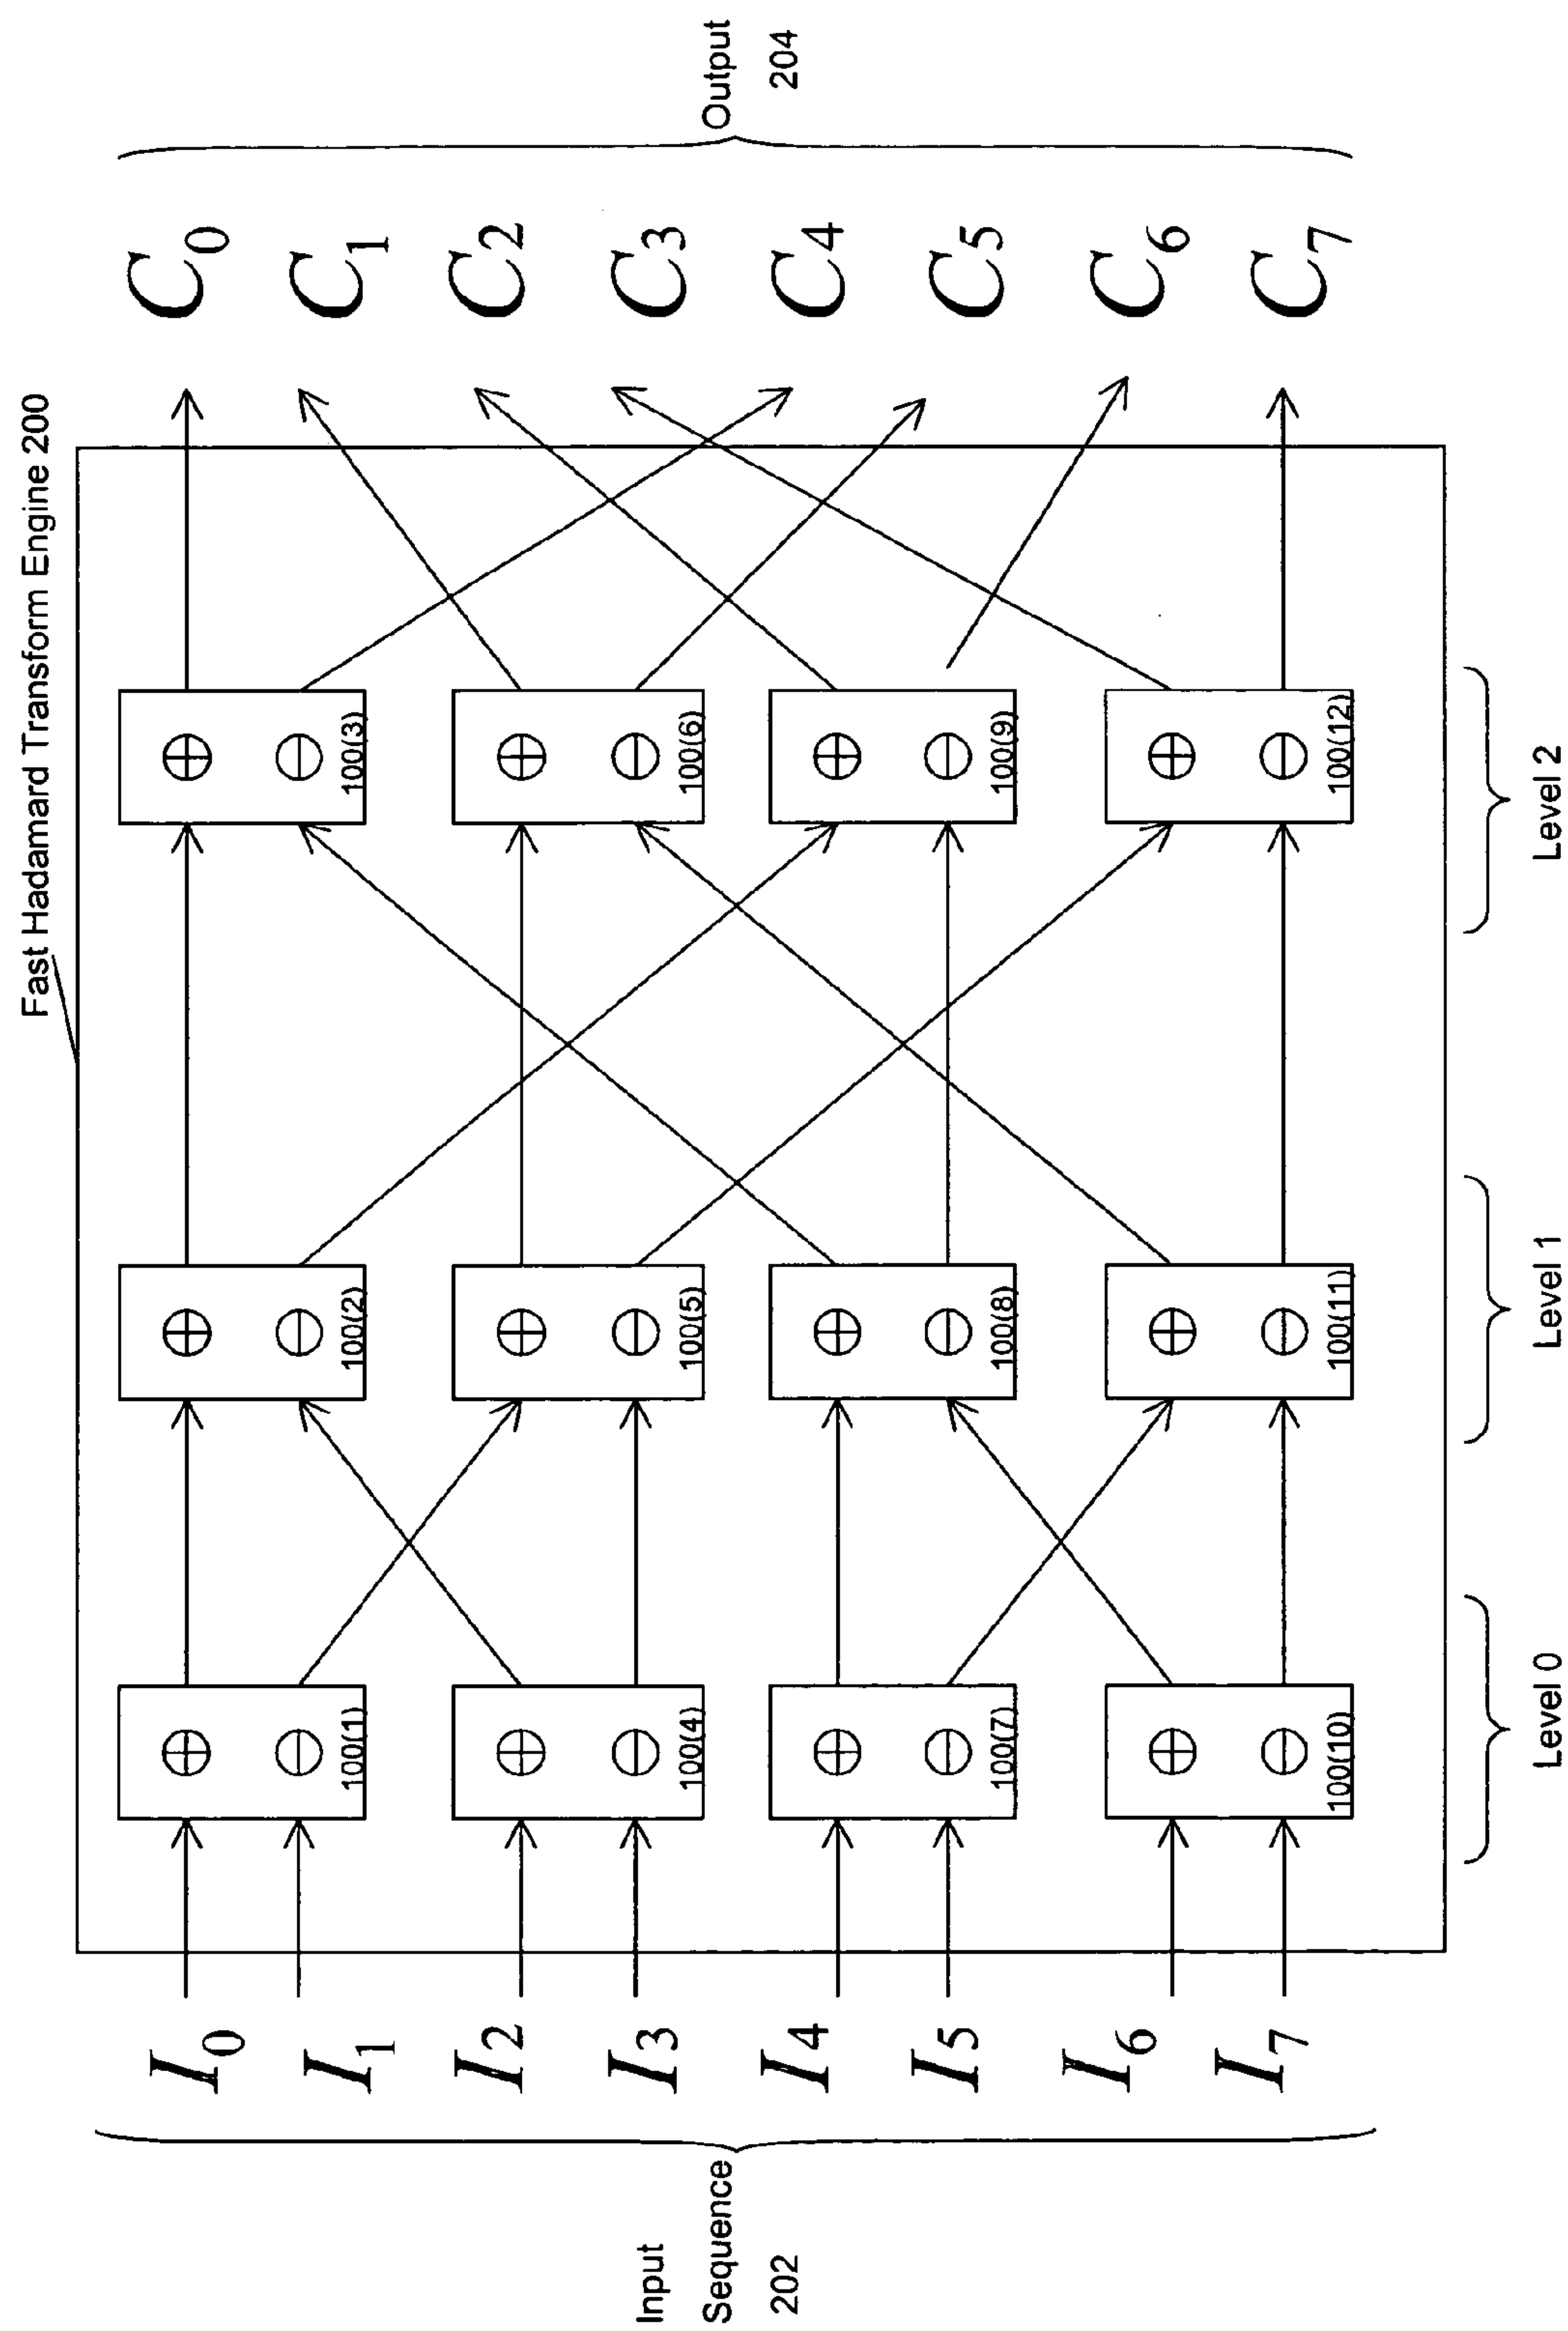 Fast Hadamard Transform Engine 200
Input
Sequence
202
I0
I1
I2
I3
I4
I5
I6
I7
100(1)
100(2)
100(3)
100(4)
100(5)
100(6)
100(7)
100(8)
100(9)
100(10)
100(11)
100(12)
C0
C1
C2
C3
C4
C5
C6
C7
Output
204
Level 0
Level 1
Level 2